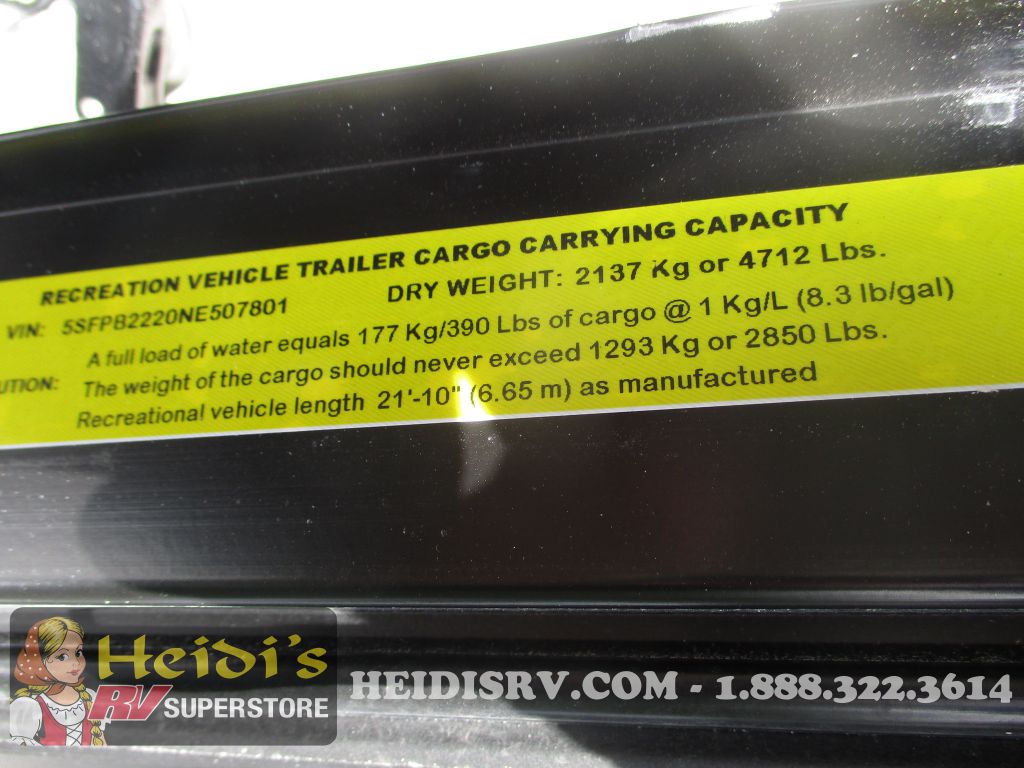 RECREATION VEHICLE TRAILER CARGO CARRYING CAPACITY
VIN: 5SFPB2220NE507801 DRY WEIGHT: 2137 Kg or 4712 Lbs.
A full load of water equals 177 Kg/390 Lbs of cargo @ 1 Kg/L (8.3 lb/gal)
UTION: The weight of the cargo should never exceed 1293 Kg or 2850 Lbs.
Recreational vehicle length 21'-10" (6.65 m) as manufactured
Heidi's
RV SUPERSTORE
HEIDISRV.COM - 1.888.322.3614